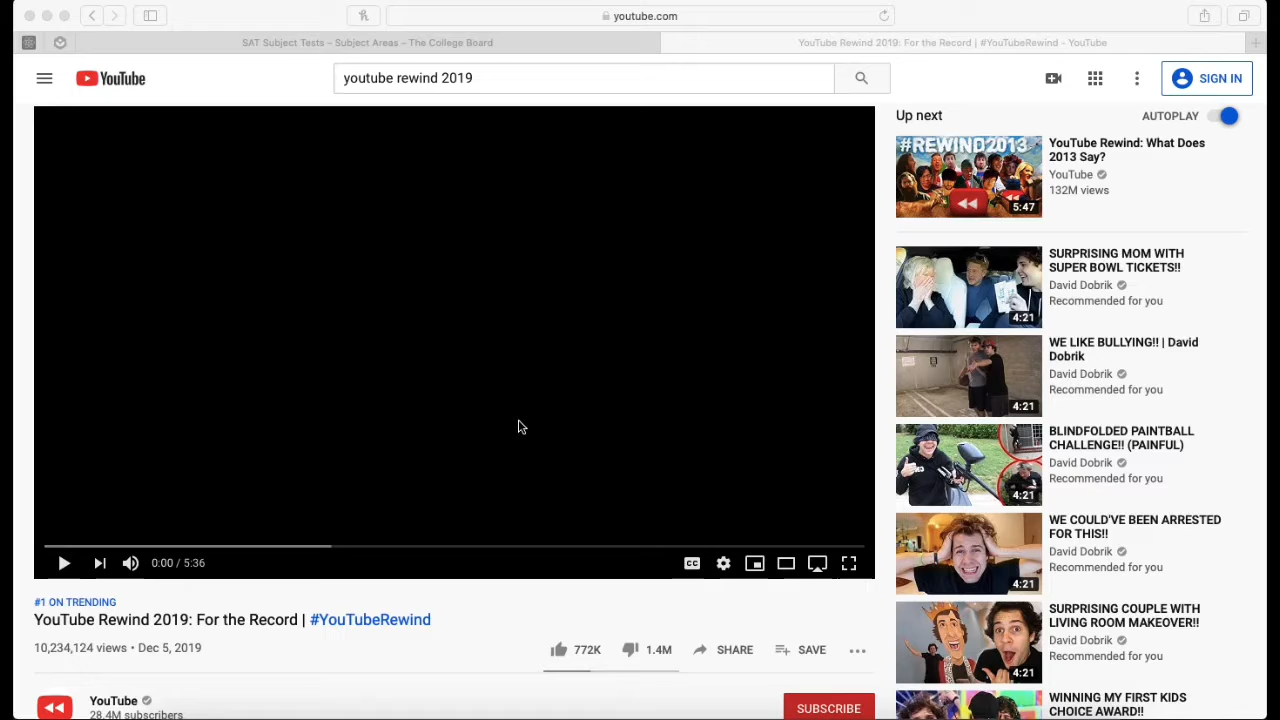 youtube.com
SAT Subject Tests – Subject Areas – The College Board
YouTube Rewind 2019: For the Record | #YouTubeRewind - YouTube
YouTube
youtube rewind 2019
SIGN IN
Up next
AUTOPLAY
#REWIND2013
5:47
YouTube Rewind: What Does
2013 Say?
YouTube
132M views
4:21
SURPRISING MOM WITH
SUPER BOWL TICKETS!!
David Dobrik
Recommended for you
4:21
WE LIKE BULLYING!! | David
Dobrik
David Dobrik
Recommended for you
4:21
BLINDFOLDED PAINTBALL
CHALLENGE!! (PAINFUL)
David Dobrik
Recommended for you
4:21
WE COULD'VE BEEN ARRESTED
FOR THIS!!
David Dobrik
Recommended for you
4:21
SURPRISING COUPLE WITH
LIVING ROOM MAKEOVER!!
David Dobrik
Recommended for you
WINNING MY FIRST KIDS
CHOICE AWARD!!
0:00 / 5:36
CC
#1 ON TRENDING
YouTube Rewind 2019: For the Record | #YouTubeRewind
10,234,124 views • Dec 5, 2019
772K
1.4M
SHARE
SAVE
YouTube
28.4M subscribers
SUBSCRIBE